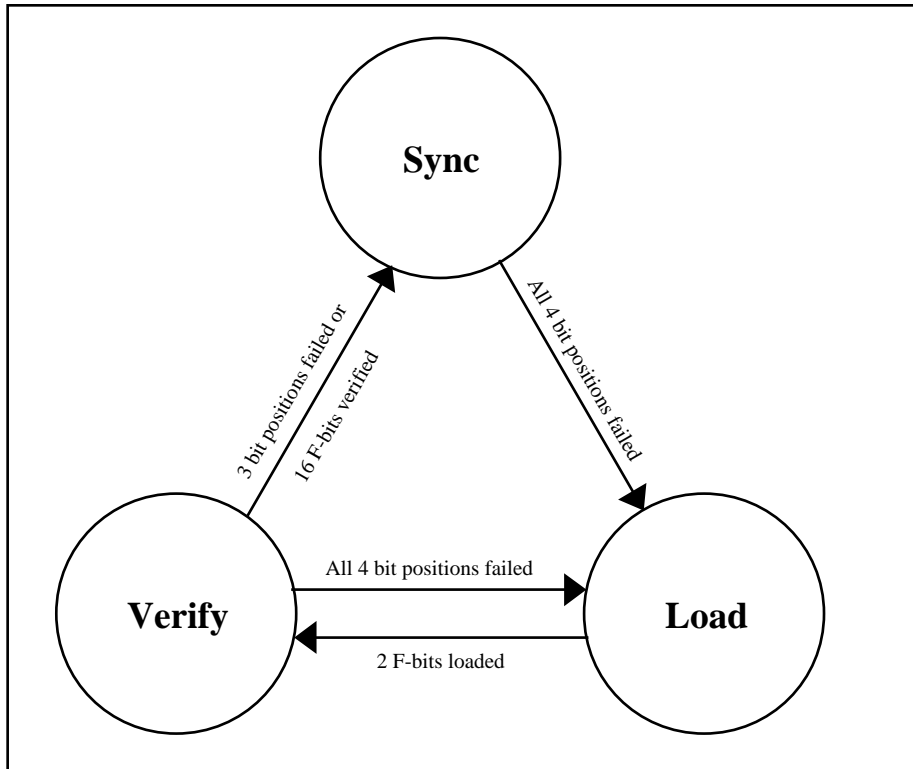 Sync
3 bit positions failed or
16 F-bits verified
All 4 bit positions failed
All 4 bit positions failed
Verify
Load
2 F-bits loaded